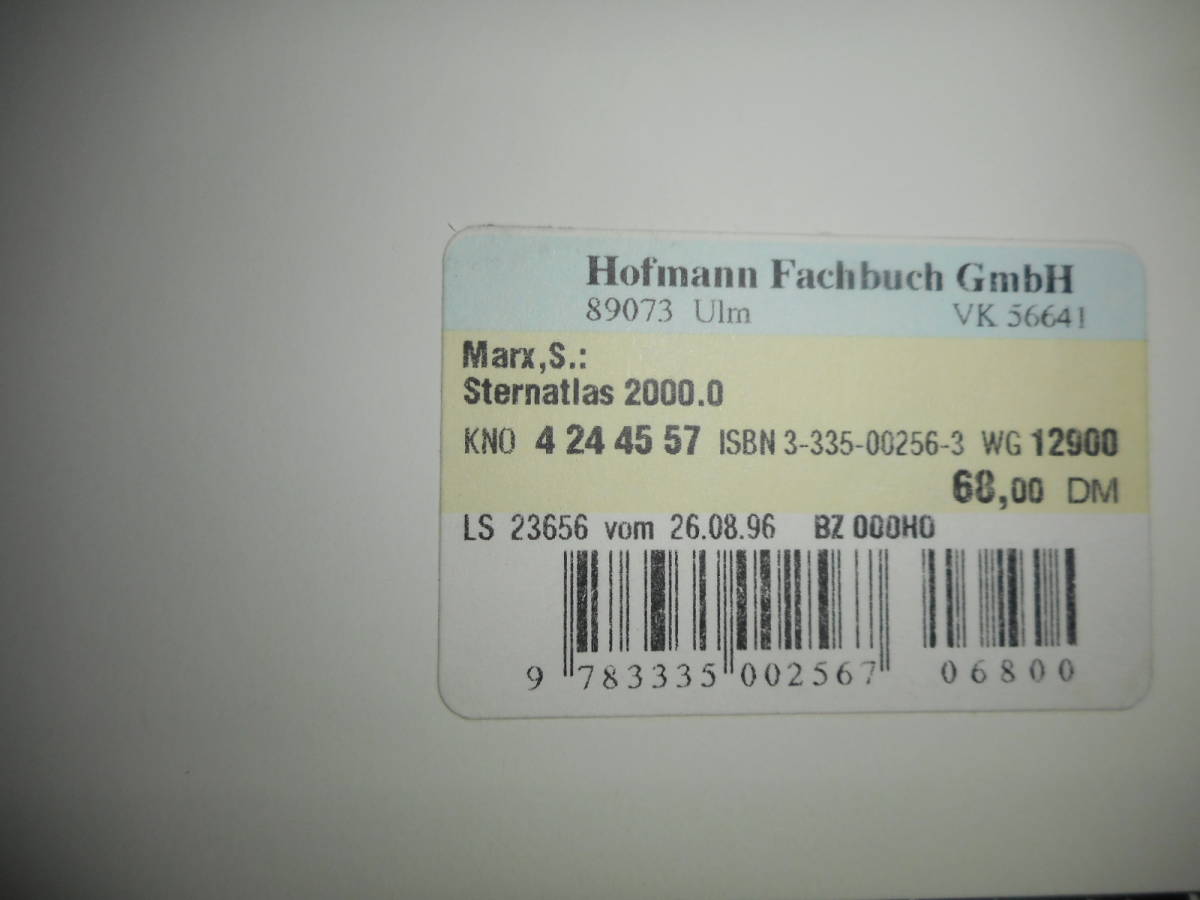 Hofmann Fachbuch GmbH
89073 Ulm VK 56641
Marx,S.:
Sternatlas 2000.0
KNO 4 24 45 57 ISBN 3-335-00256-3 WG 12900
68,00 DM
LS 23656 vom 26.08.96 BZ 000HO
9 783335 002567 06800